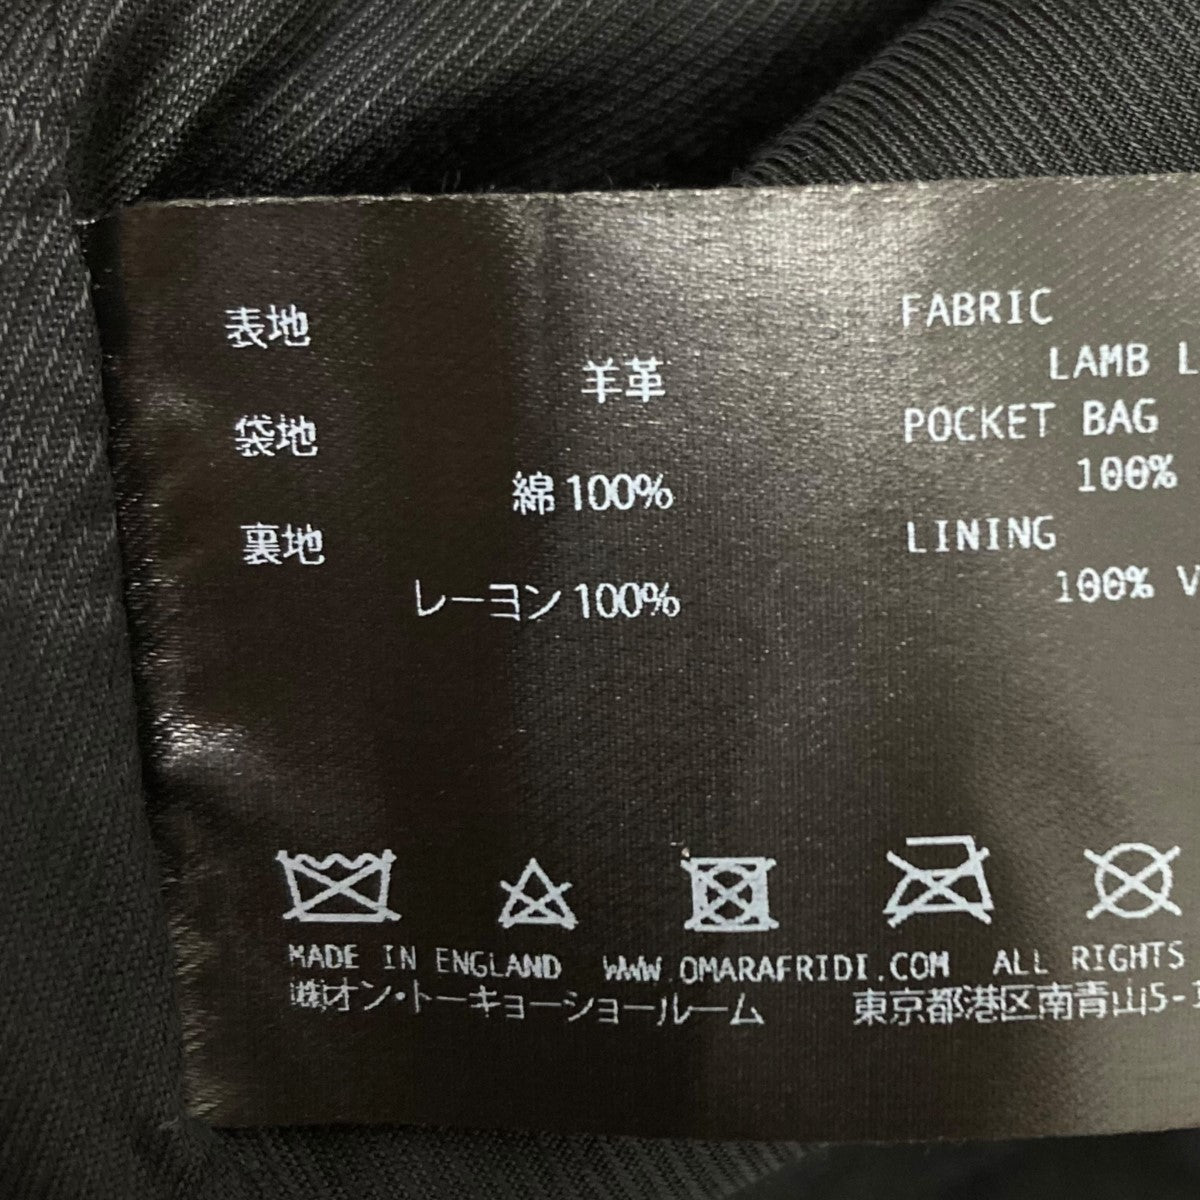 表地
羊革
袋地
綿100%
裏地
レーヨン100%
FABRIC
LAMB
POCKET BAG
100%
LINING
100%
MADE IN ENGLAND WWW.OMARAFRIDI.COM ALL RIGHTS
㈱オン・トーキョーショールーム 東京都港区南青山5-